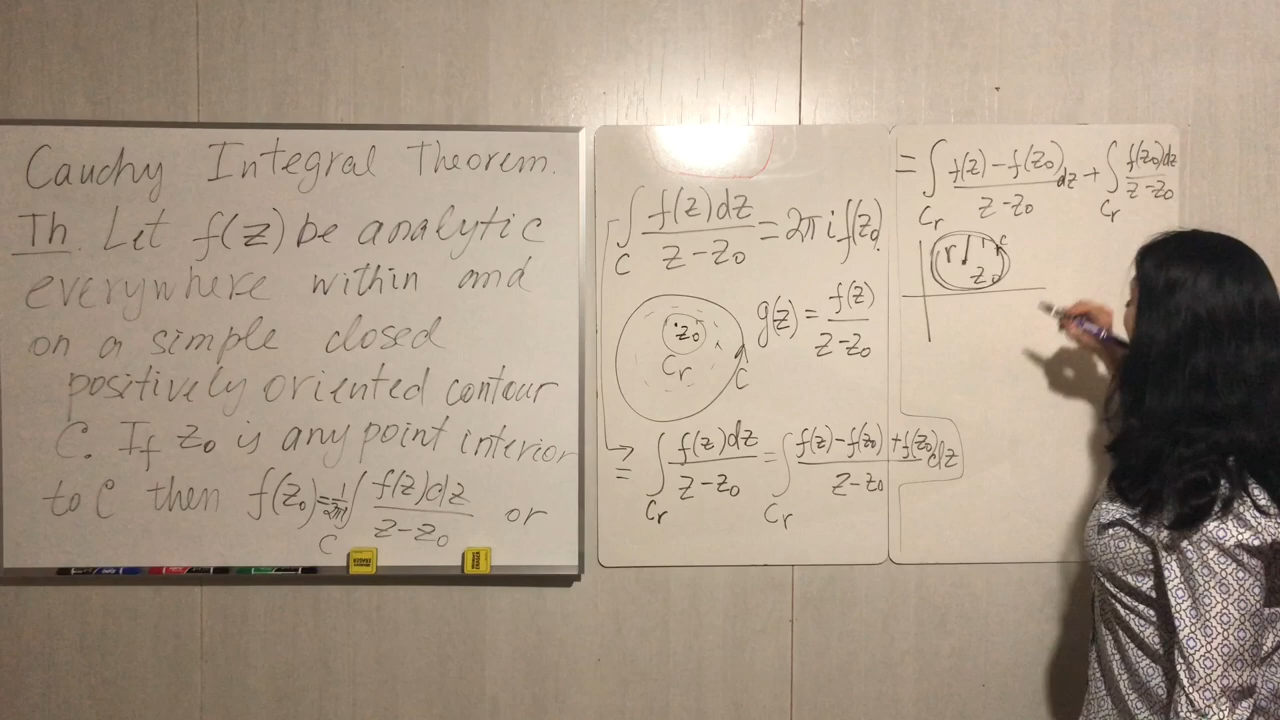 Cauchy Integral Theorem.
Th. Let f(z) be analytic
everywhere within and
on a simple closed
positively oriented contour
C. If z₀ is any point interior
to C then f(z₀) = 1/2πi ∫_C f(z)dz / z-z₀ or
∫_C f(z)dz / z-z₀ = 2πi f(z₀)
z₀
C_r
C
g(z) = f(z) / z-z₀
= ∫_{C_r} f(z)dz / z-z₀ = ∫_{C_r} f(z)-f(z₀)+f(z₀) / z-z₀ dz
= ∫_{C_r} f(z)-f(z₀) / z-z₀ dz + ∫_{C_r} f(z₀)dz / z-z₀
r
z₀